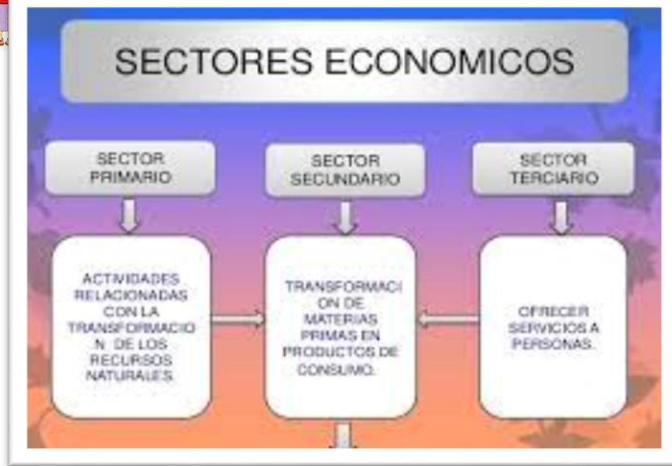 SECTORES ECONOMICOS
SECTOR
PRIMARIO
SECTOR
SECUNDARIO
SECTOR
TERCIARIO
ACTIVIDADES
RELACIONADAS
CON LA
TRANSFORMACIO
N DE LOS
RECURSOS
NATURALES.
TRANSFORMACI
ON DE
MATERIAS
PRIMAS EN
PRODUCTOS DE
CONSUMO.
OFRECER
SERVICIOS A
PERSONAS.